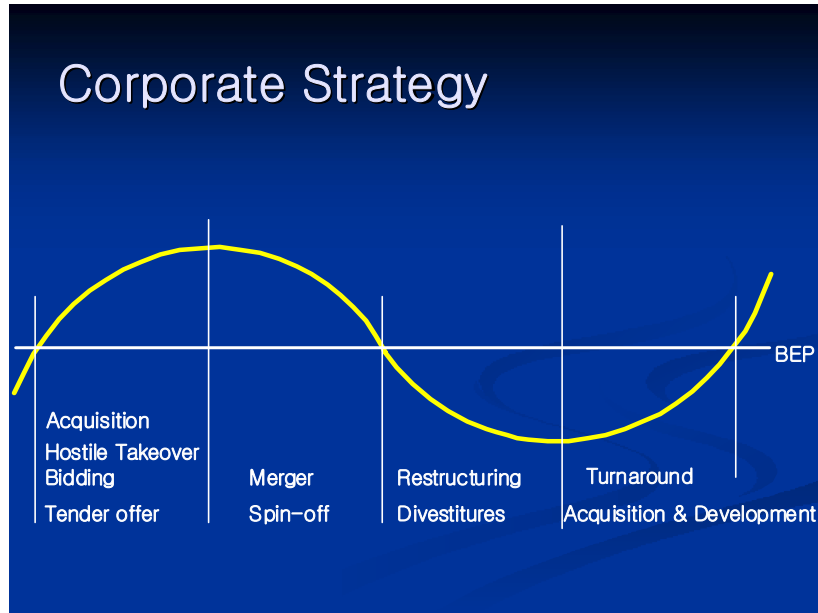 Corporate Strategy
BEP
Acquisition
Hostile Takeover
Bidding
Tender offer
Merger
Spin-off
Restructuring
Divestitures
Turnaround
Acquisition & Development